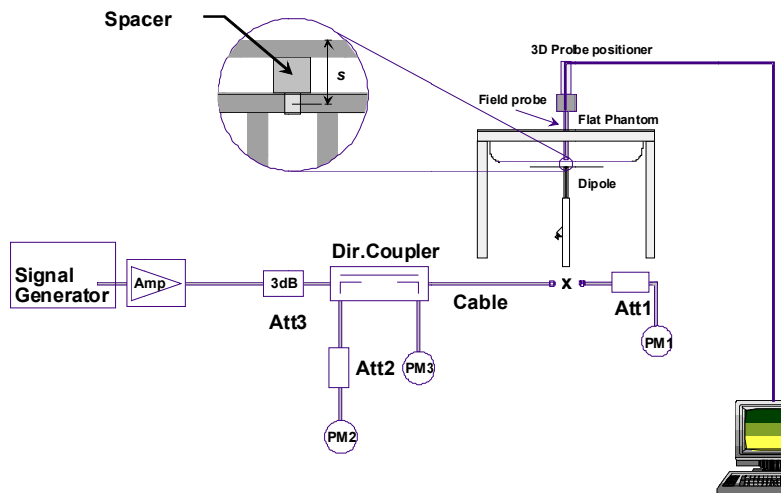 Spacer
s
3D Probe positioner
Field probe
Flat Phantom
Dipole
Dir.Coupler
Signal
Generator
Amp
3dB
Att3
Cable
x
Att1
PM1
Att2
PM3
PM2